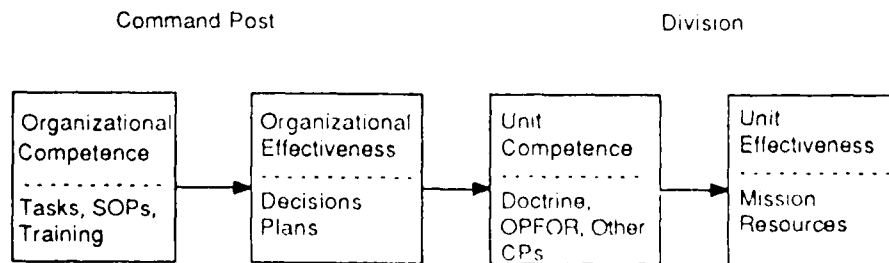 Command Post
Division
Organizational
Competence
Tasks, SOPs,
Training
Organizational
Effectiveness
Decisions
Plans
Unit
Competence
Doctrine,
OPFOR, Other
CPs
Unit
Effectiveness
Mission
Resources